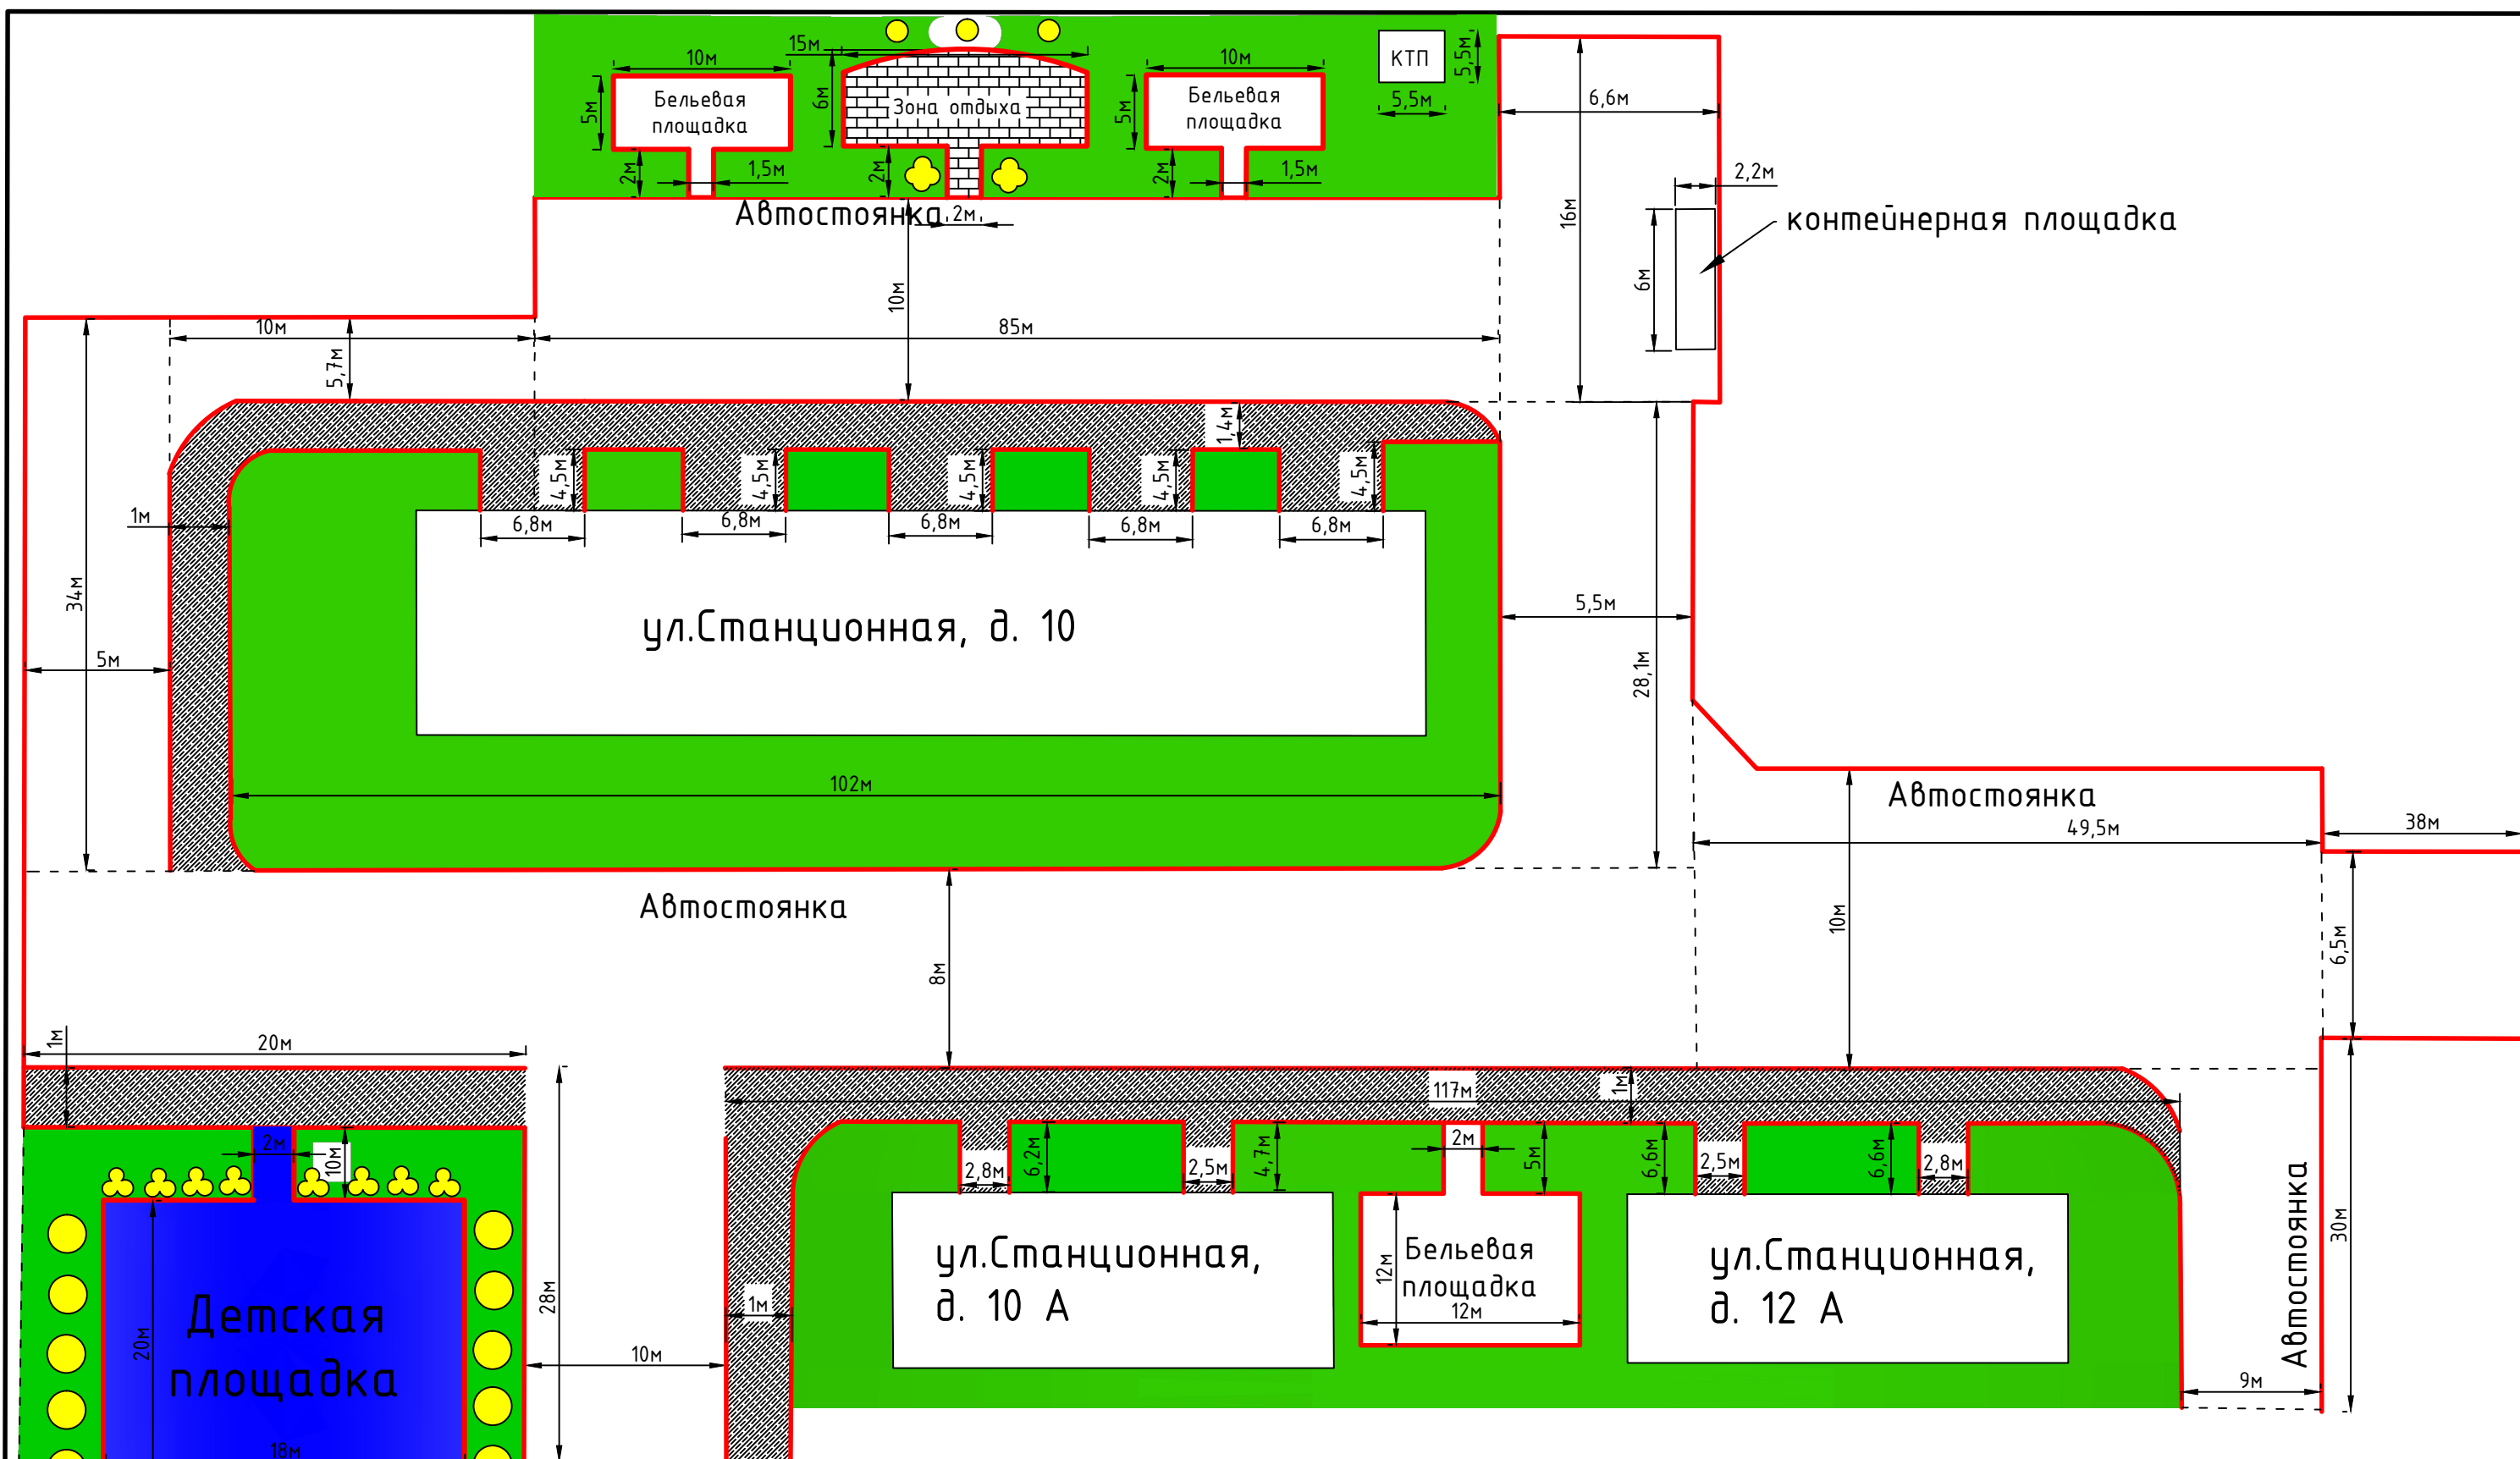 15м
10м
10м
КТП
5,5м
5м
Бельевая
площадка
6м
Зона отдыха
5м
Бельевая
площадка
5,5м
6,6м
2м
1,5м
2м
2м
1,5м
2,2м
Автостоянка
2м
16м
контейнерная площадка
6м
10м
10м
85м
5,7м
1,4м
4,5м
4,5м
4,5м
4,5м
4,5м
1м
6,8м
6,8м
6,8м
6,8м
6,8м
34м
ул.Станционная, д. 10
5,5м
5м
28,1м
102м
Автостоянка
49,5м
38м
Автостоянка
10м
6,5м
8м
1м
20м
117м
1м
2м
10м
2,8м
6,2м
2,5м
4,7м
2м
5м
6,6м
2,5м
6,6м
2,8м
Автостоянка
30м
ул.Станционная,
д. 10 А
Бельевая
площадка
12м
12м
ул.Станционная,
д. 12 А
28м
1м
Детская
площадка
20м
10м
9м
18м